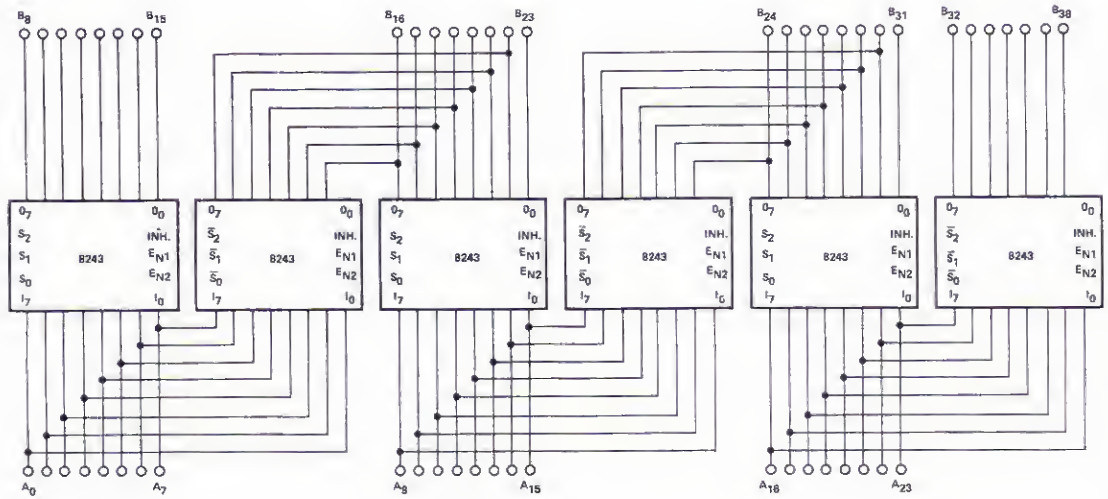 B8 B15 B16 B23 B24 B31 B32 B38
O7 O0 O7 O0 O7 O0 O7 O0 O7 O0 O7 O0
S2 INH. S̅2 INH. S2 INH. S̅2 INH. S2 INH. S̅2 INH.
S1 8243 EN1 S̅1 8243 EN1 S1 8243 EN1 S̅1 8243 EN1 S1 8243 EN1 S̅1 8243 EN1
S0 EN2 S̅0 EN2 S0 EN2 S̅0 EN2 S0 EN2 S̅0 EN2
I7 I0 I7 I0 I7 I0 I7 I0 I7 I0 I7 I0
A0 A7 A8 A15 A16 A23